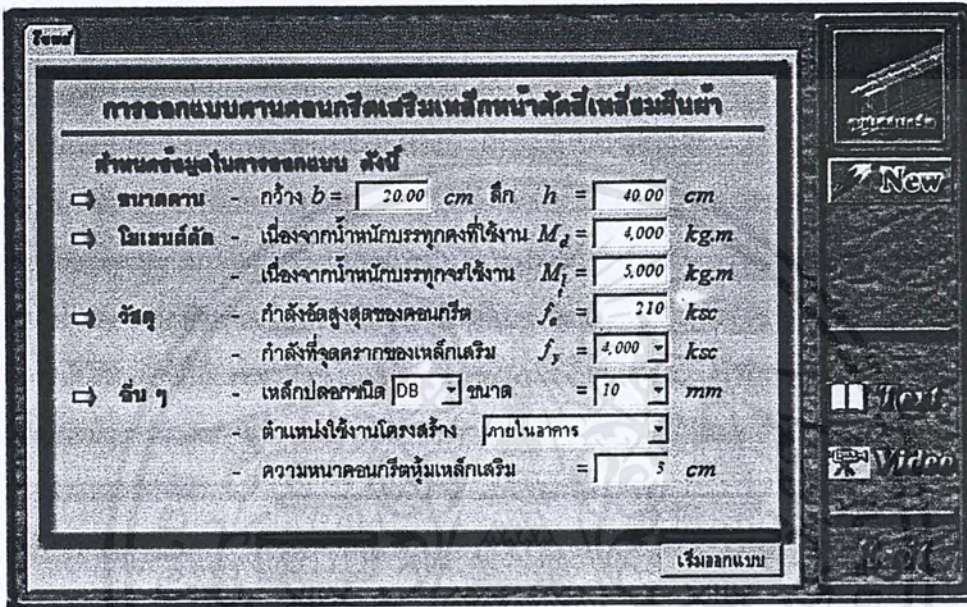 โจทย์
การออกแบบคานคอนกรีตเสริมเหล็กหน้าตัดสี่เหลี่ยมผืนผ้า
กำหนดข้อมูลในการออกแบบ ดังนี้
ขนาดคาน - กว้าง b = 20.00 cm ลึก h = 40.00 cm
โมเมนต์ดัด - เนื่องจากน้ำหนักบรรทุกคงที่ใช้งาน M_d = 4,000 kg.m
- เนื่องจากน้ำหนักบรรทุกจรใช้งาน M_l = 5,000 kg.m
วัสดุ - กำลังอัดสูงสุดของคอนกรีต f'_c = 210 ksc
- กำลังที่จุดครากของเหล็กเสริม f_y = 4,000 ksc
อื่น ๆ - เหล็กปลอกชนิด DB ขนาด = 10 mm
- ตำแหน่งใช้งานโครงสร้าง ภายในอาคาร
- ความหนาคอนกรีตหุ้มเหล็กเสริม = 3 cm
เริ่มออกแบบ
New
Text
Video
Exit